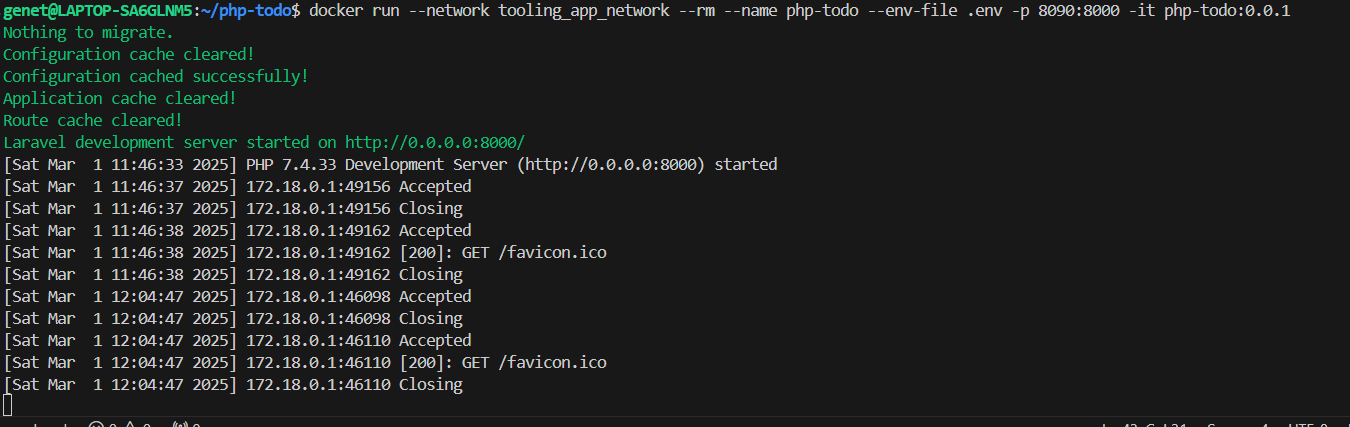 genet@LAPTOP-SA6GLNM5:~/php-todo$ docker run --network tooling_app_network --rm --name php-todo --env-file .env -p 8090:8000 -it php-todo:0.0.1
Nothing to migrate.
Configuration cache cleared!
Configuration cached successfully!
Application cache cleared!
Route cache cleared!
Laravel development server started on http://0.0.0.0:8000/
[Sat Mar  1 11:46:33 2025] PHP 7.4.33 Development Server (http://0.0.0.0:8000) started
[Sat Mar  1 11:46:37 2025] 172.18.0.1:49156 Accepted
[Sat Mar  1 11:46:37 2025] 172.18.0.1:49156 Closing
[Sat Mar  1 11:46:38 2025] 172.18.0.1:49162 Accepted
[Sat Mar  1 11:46:38 2025] 172.18.0.1:49162 [200]: GET /favicon.ico
[Sat Mar  1 11:46:38 2025] 172.18.0.1:49162 Closing
[Sat Mar  1 12:04:47 2025] 172.18.0.1:46098 Accepted
[Sat Mar  1 12:04:47 2025] 172.18.0.1:46098 Closing
[Sat Mar  1 12:04:47 2025] 172.18.0.1:46110 Accepted
[Sat Mar  1 12:04:47 2025] 172.18.0.1:46110 [200]: GET /favicon.ico
[Sat Mar  1 12:04:47 2025] 172.18.0.1:46110 Closing